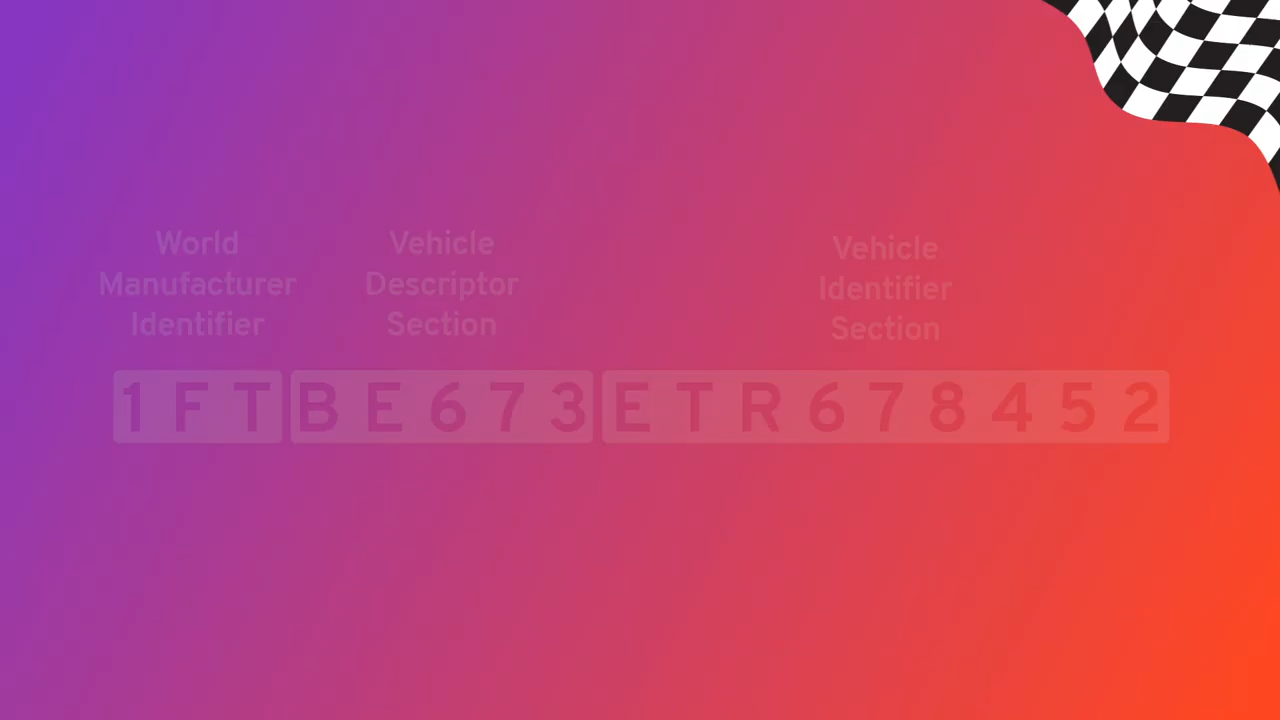 World
Manufacturer
Identifier
Vehicle
Descriptor
Section
Vehicle
Identifier
Section
1 F T B E 6 7 3 E T R 6 7 8 4 5 2